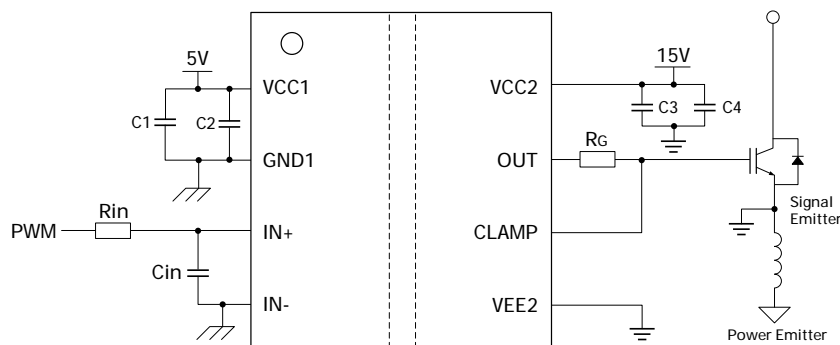 5V
VCC1
C1
C2
GND1
Rin
PWM
IN+
Cin
IN-
15V
VCC2
C3
C4
RG
OUT
CLAMP
VEE2
Signal
Emitter
Power Emitter